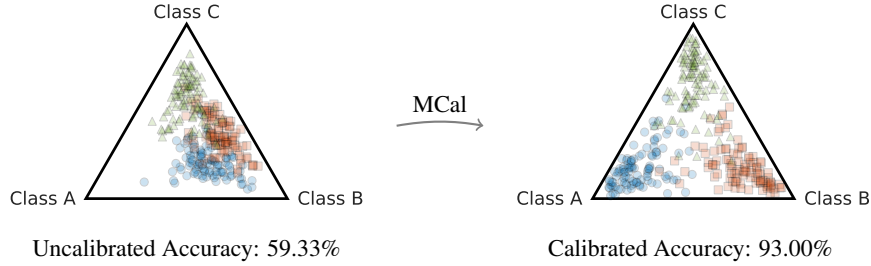 Class C
Class A
Class B
Uncalibrated Accuracy: 59.33%
MCal
Class C
Class A
Class B
Calibrated Accuracy: 93.00%